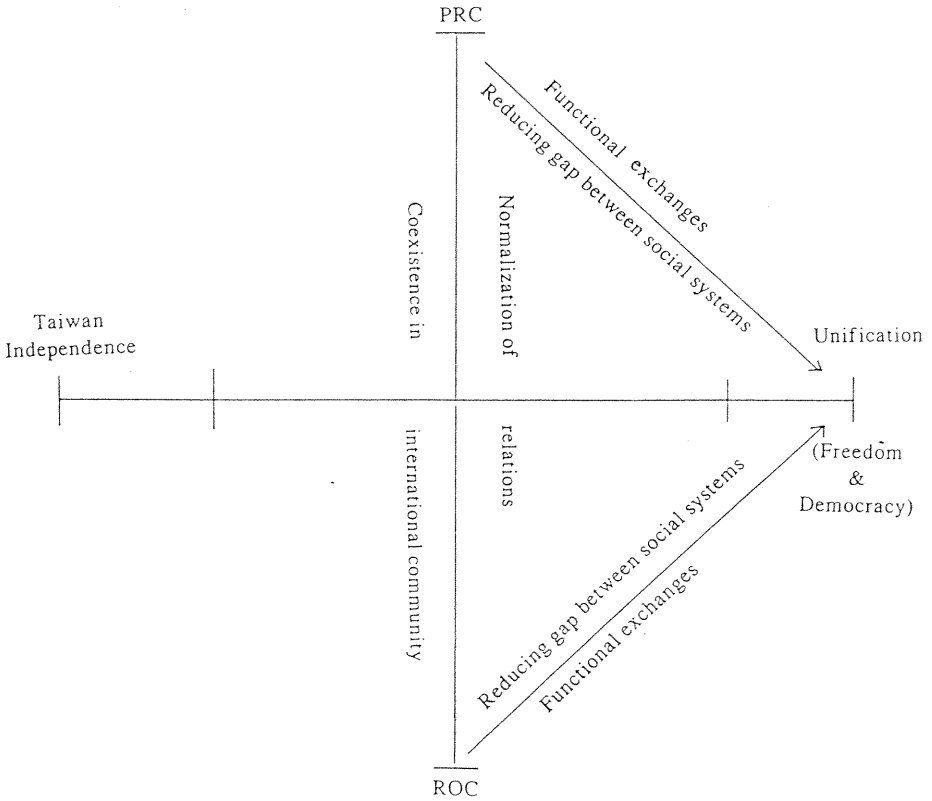 PRC
Functional exchanges
Reducing gap between social systems
Coexistence in
Normalization of
Taiwan
Independence
Unification
international community
relations
(Freedom
&
Democracy)
Reducing gap between social systems
Functional exchanges
ROC